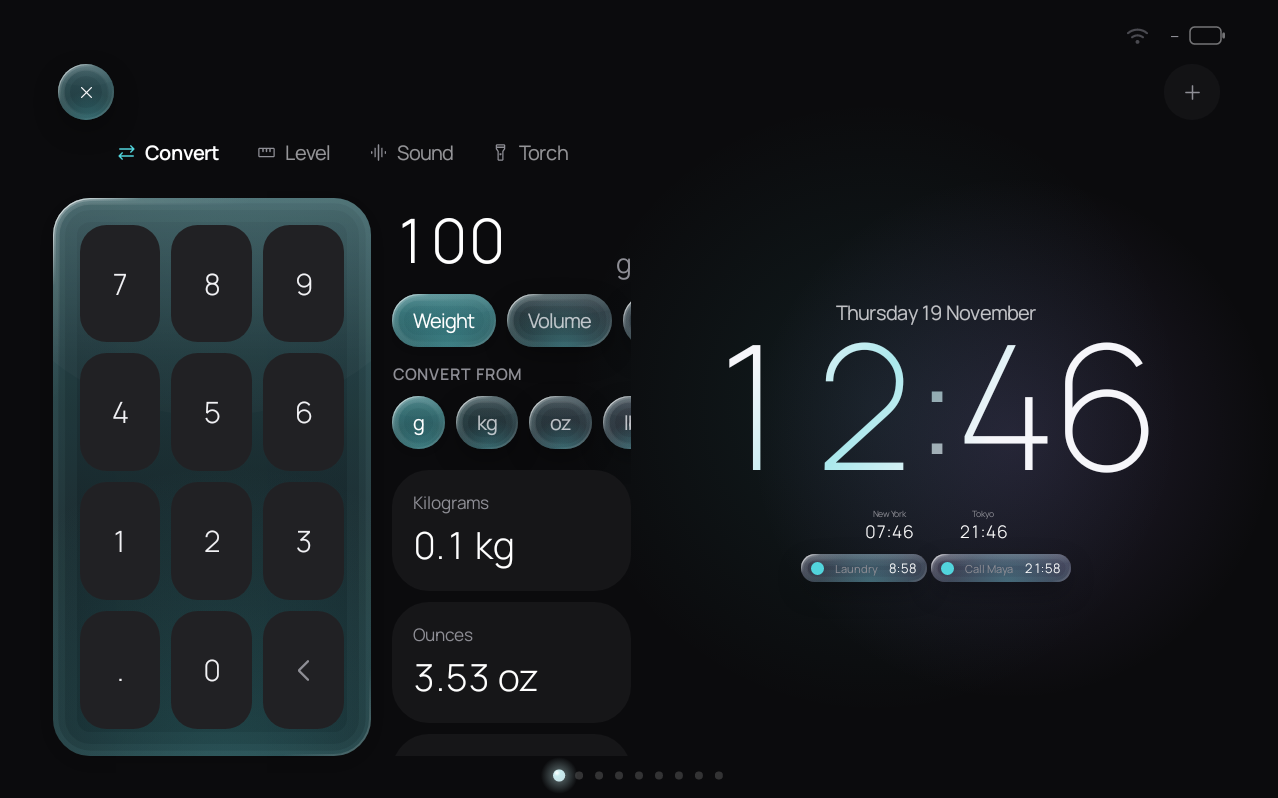 Convert Level Sound Torch
7 8 9
4 5 6
1 2 3
. 0
100
g
Weight Volume
CONVERT FROM
g kg oz
Kilograms
0.1 kg
Ounces
3.53 oz
Thursday 19 November
12:46
New York Tokyo
07:46 21:46
Laundry 8:58 Call Maya 21:58